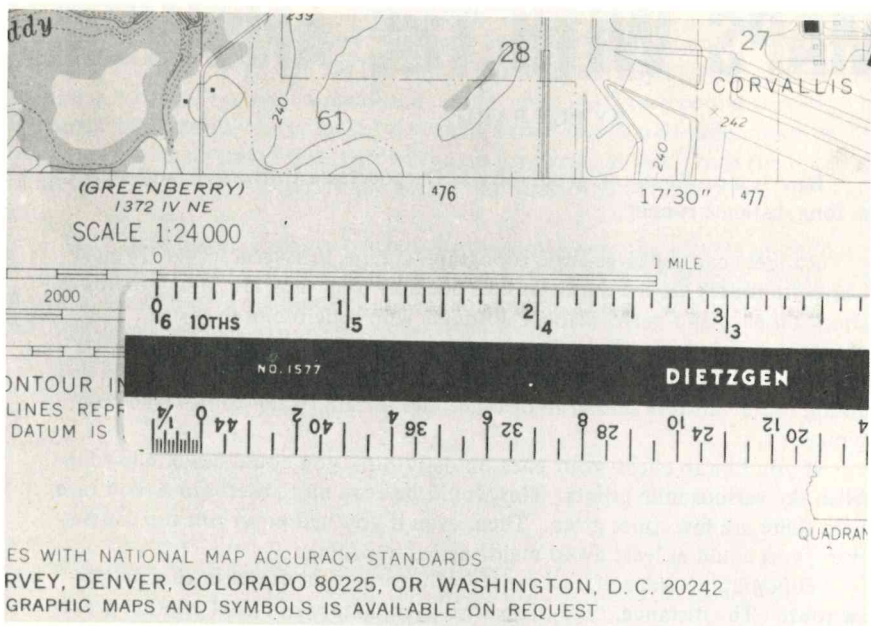 ddy
239
28
27
CORVALLIS
240
61
240
242
(GREENBERRY)
1372 IV NE
476
17'30"
477
SCALE 1:24 000
0
1 MILE
2000
0 1 2 3
6 10THS 5 4 3
NO. 1577
DIETZGEN
ONTOUR IN
LINES REPR
DATUM IS
1/4 0 44 2 40 4 36 6 32 8 28 10 24 12 20 4
QUADRAN
ES WITH NATIONAL MAP ACCURACY STANDARDS
RVEY, DENVER, COLORADO 80225, OR WASHINGTON, D. C. 20242
GRAPHIC MAPS AND SYMBOLS IS AVAILABLE ON REQUEST